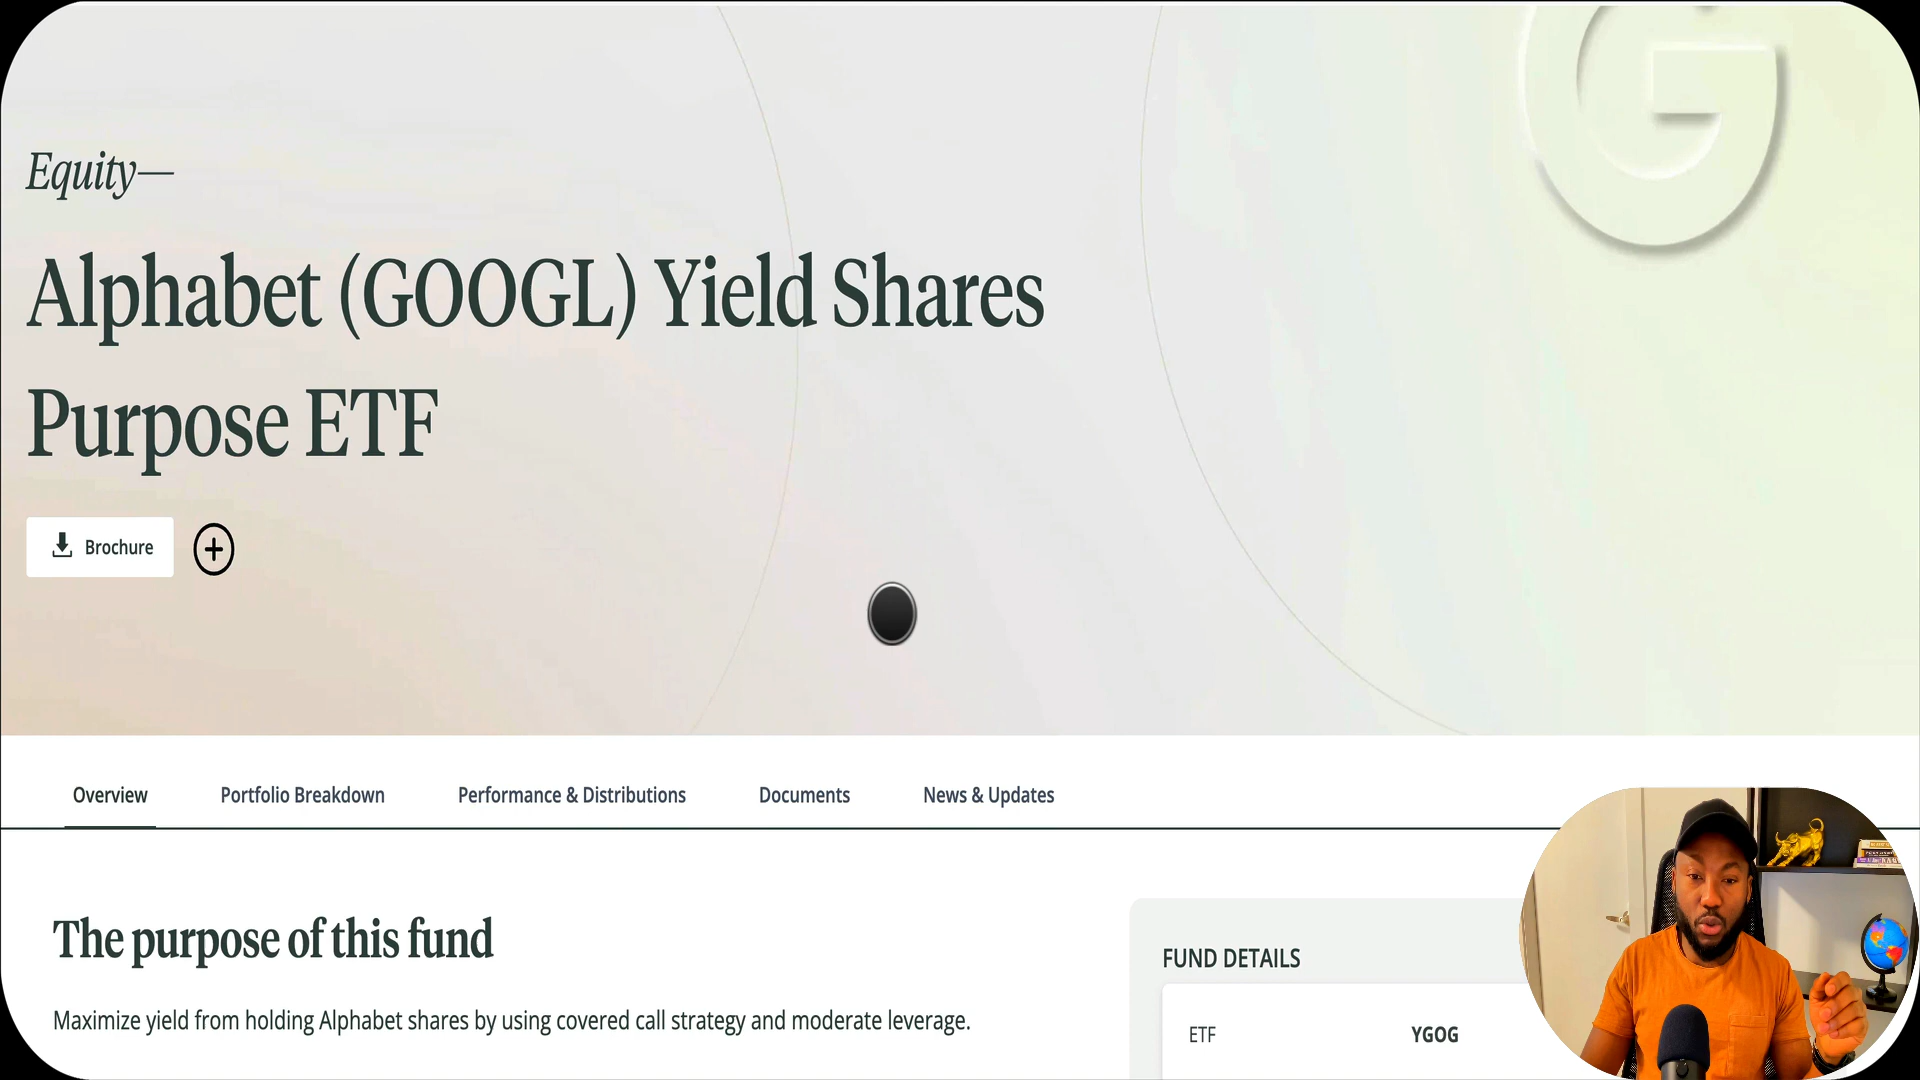 G
Equity—
Alphabet (GOOGL) Yield Shares
Purpose ETF
Brochure
Overview
Portfolio Breakdown
Performance & Distributions
Documents
News & Updates
The purpose of this fund
Maximize yield from holding Alphabet shares by using covered call strategy and moderate leverage.
FUND DETAILS
ETF YGOG